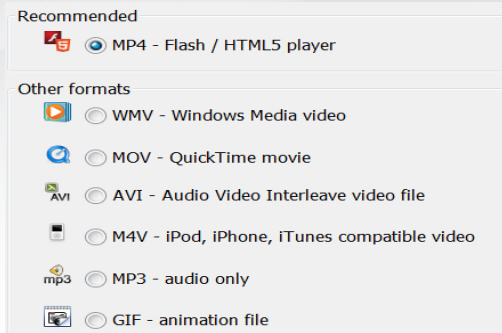 Recommended
MP4 - Flash / HTML5 player
Other formats
WMV - Windows Media video
MOV - QuickTime movie
AVI AVI - Audio Video Interleave video file
M4V - iPod, iPhone, iTunes compatible video
mp3 MP3 - audio only
GIF - animation file